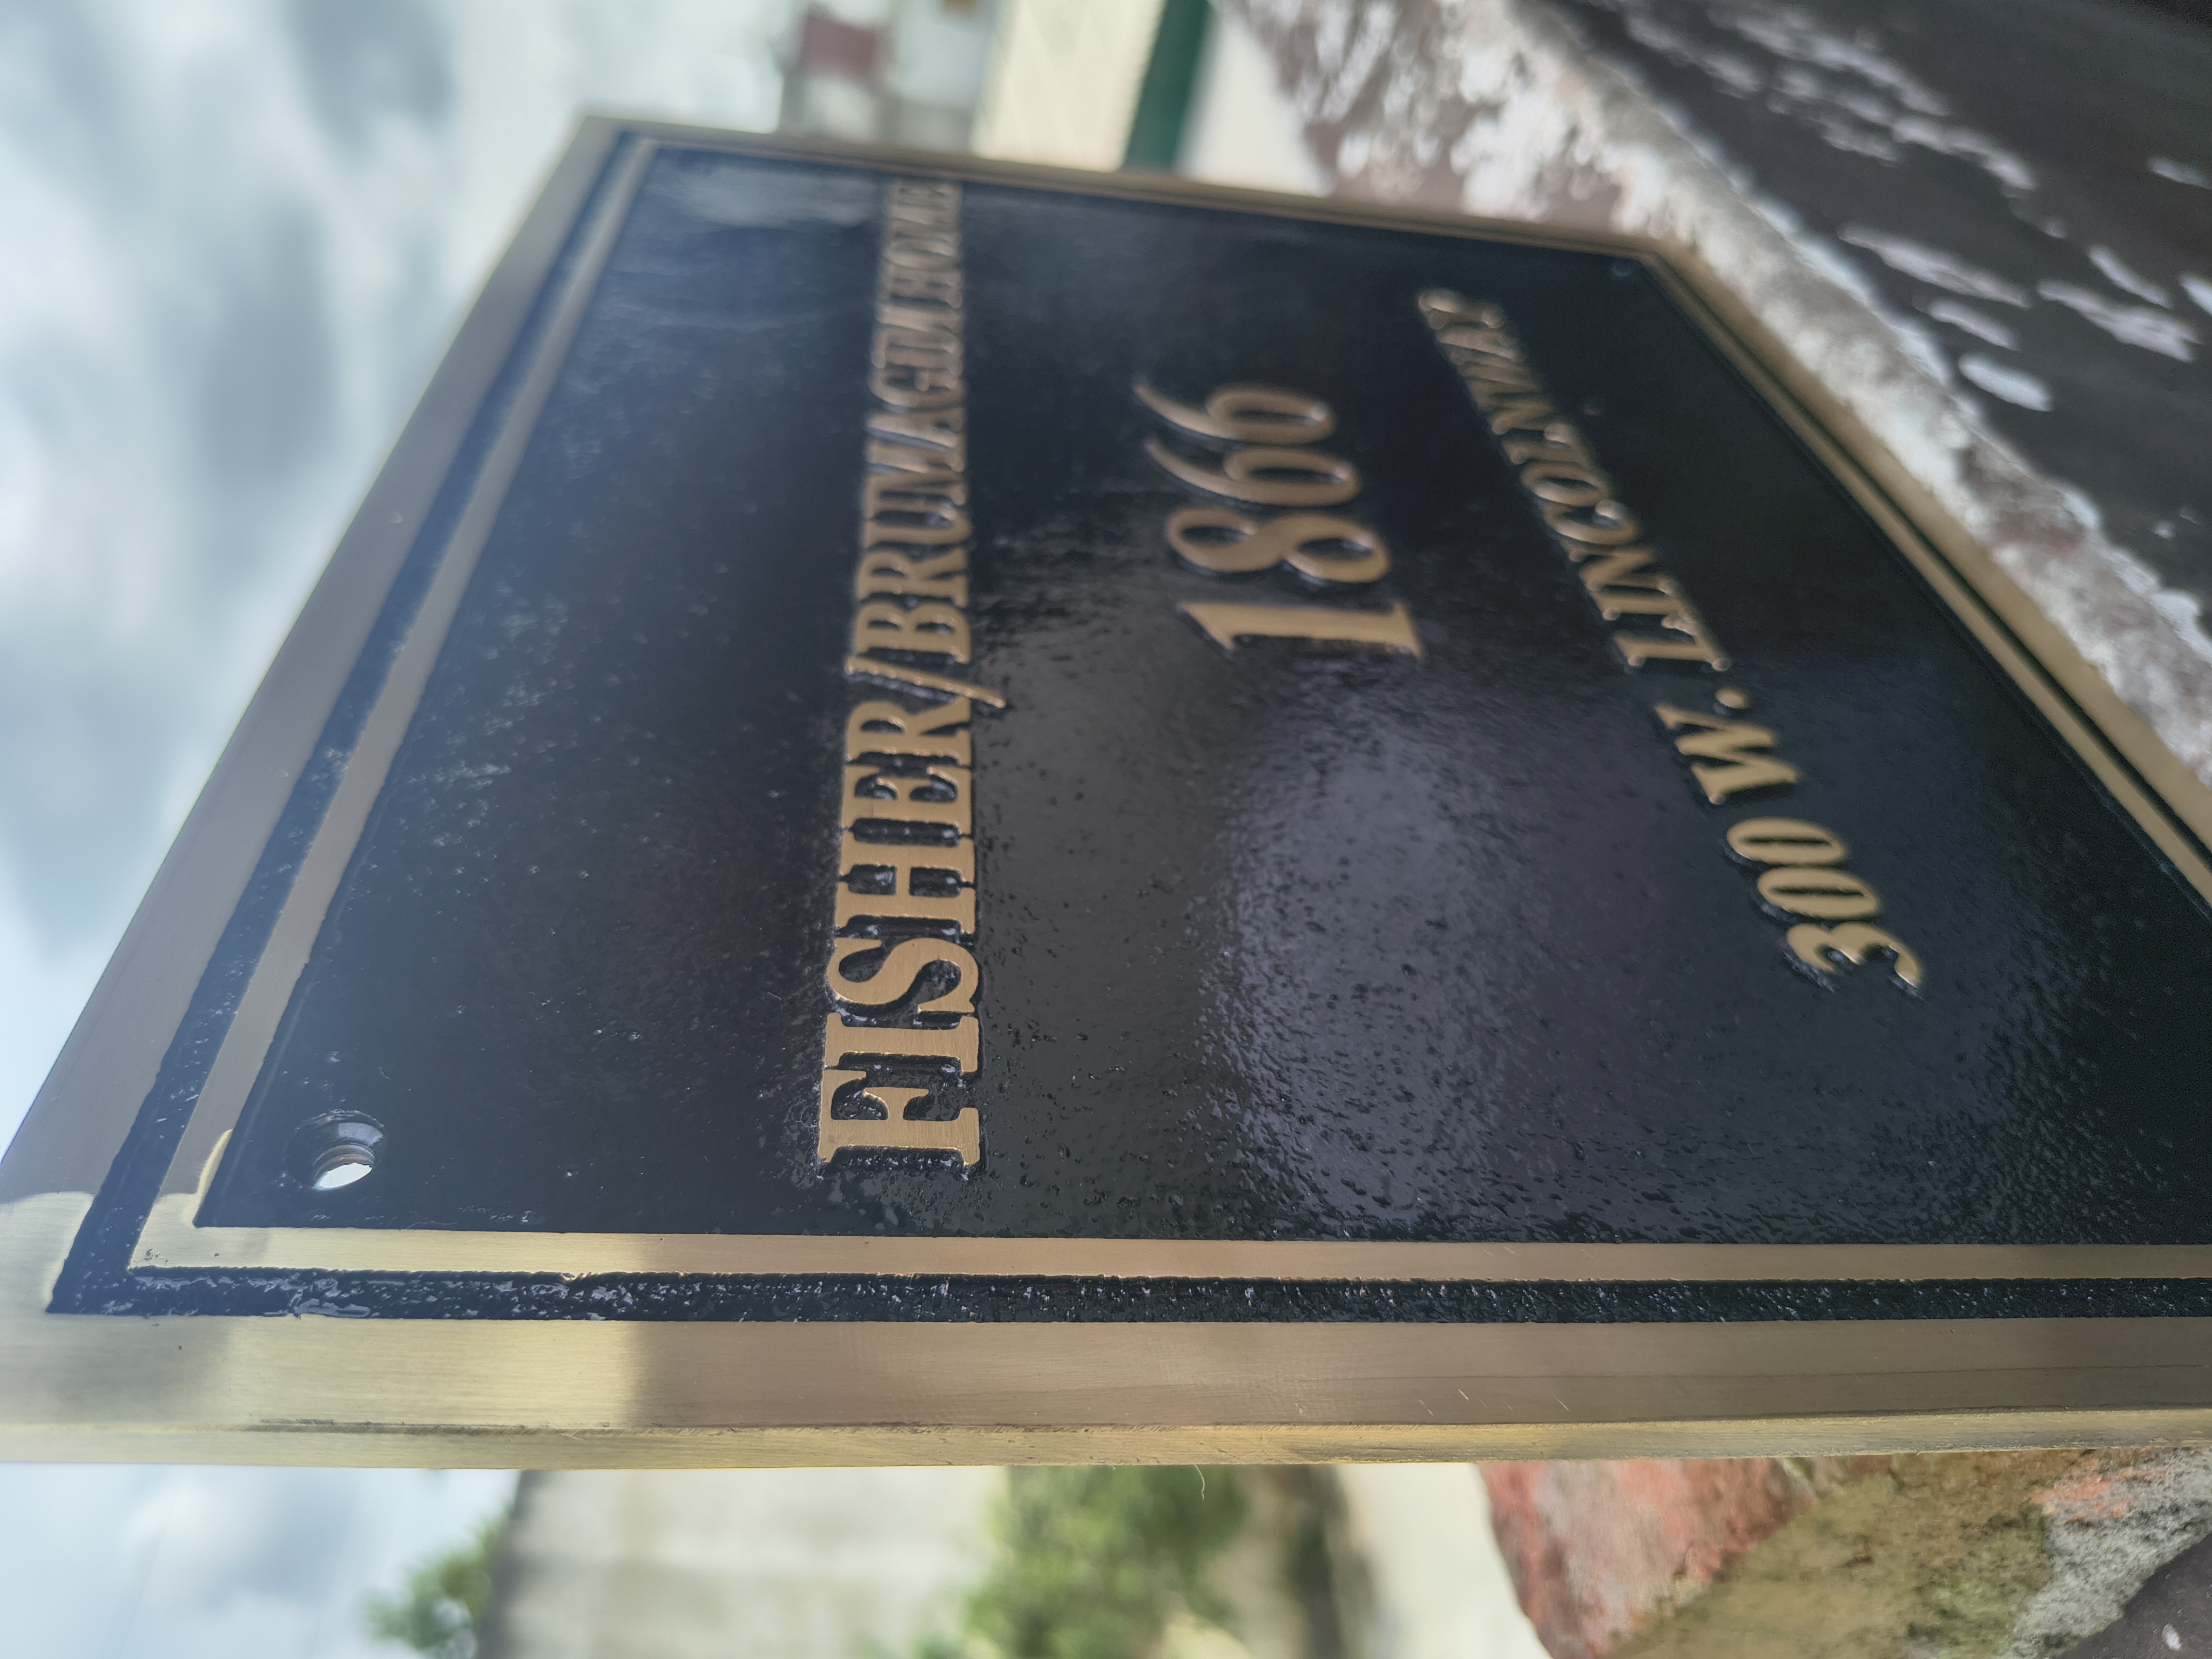 FISHER/BRUMAGIM HOME
1866
300 W. LINCOLNWAY